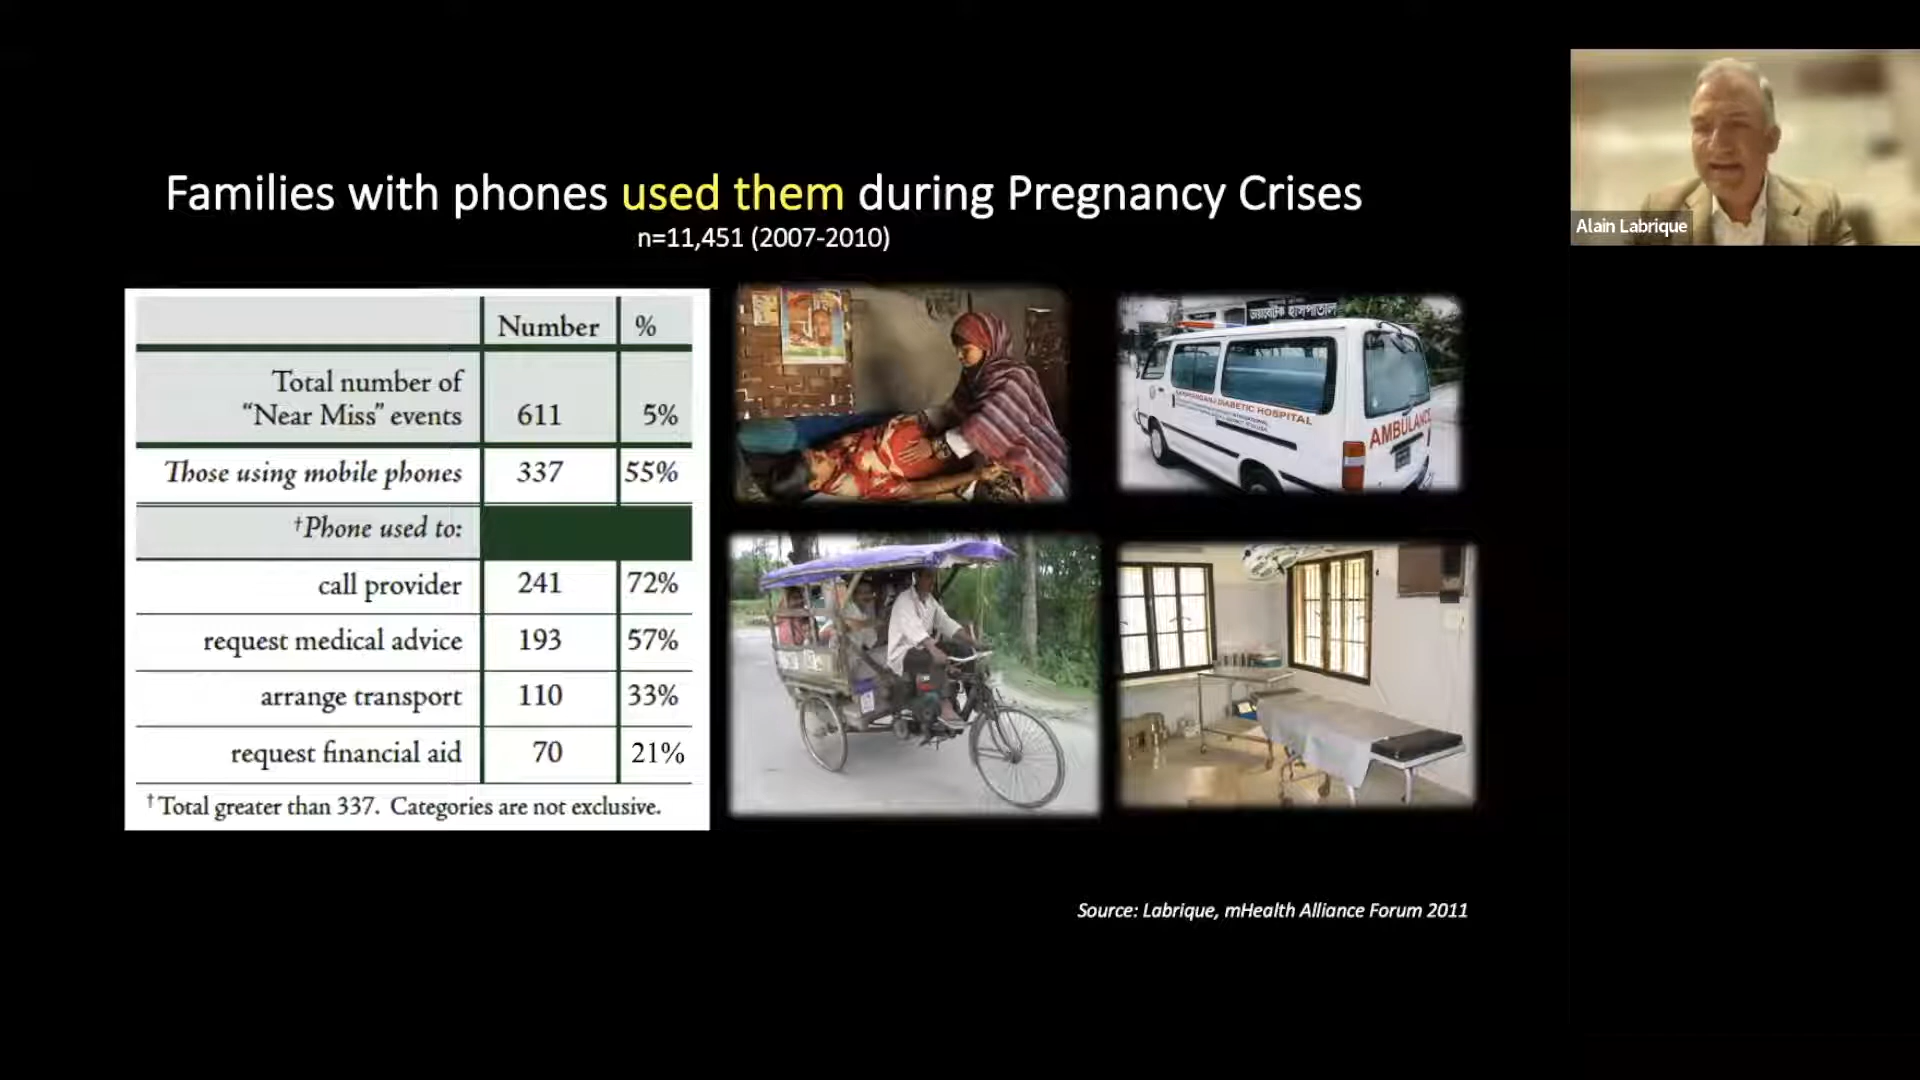 Families with phones used them during Pregnancy Crises
n=11,451 (2007-2010)
Number %
Total number of
“Near Miss” events 611 5%
Those using mobile phones 337 55%
†Phone used to:
call provider 241 72%
request medical advice 193 57%
arrange transport 110 33%
request financial aid 70 21%
†Total greater than 337. Categories are not exclusive.
ডায়াবেটিক হাসপাতাল
DIABETIC HOSPITAL
AMBULANCE
Source: Labrique, mHealth Alliance Forum 2011
Alain Labrique